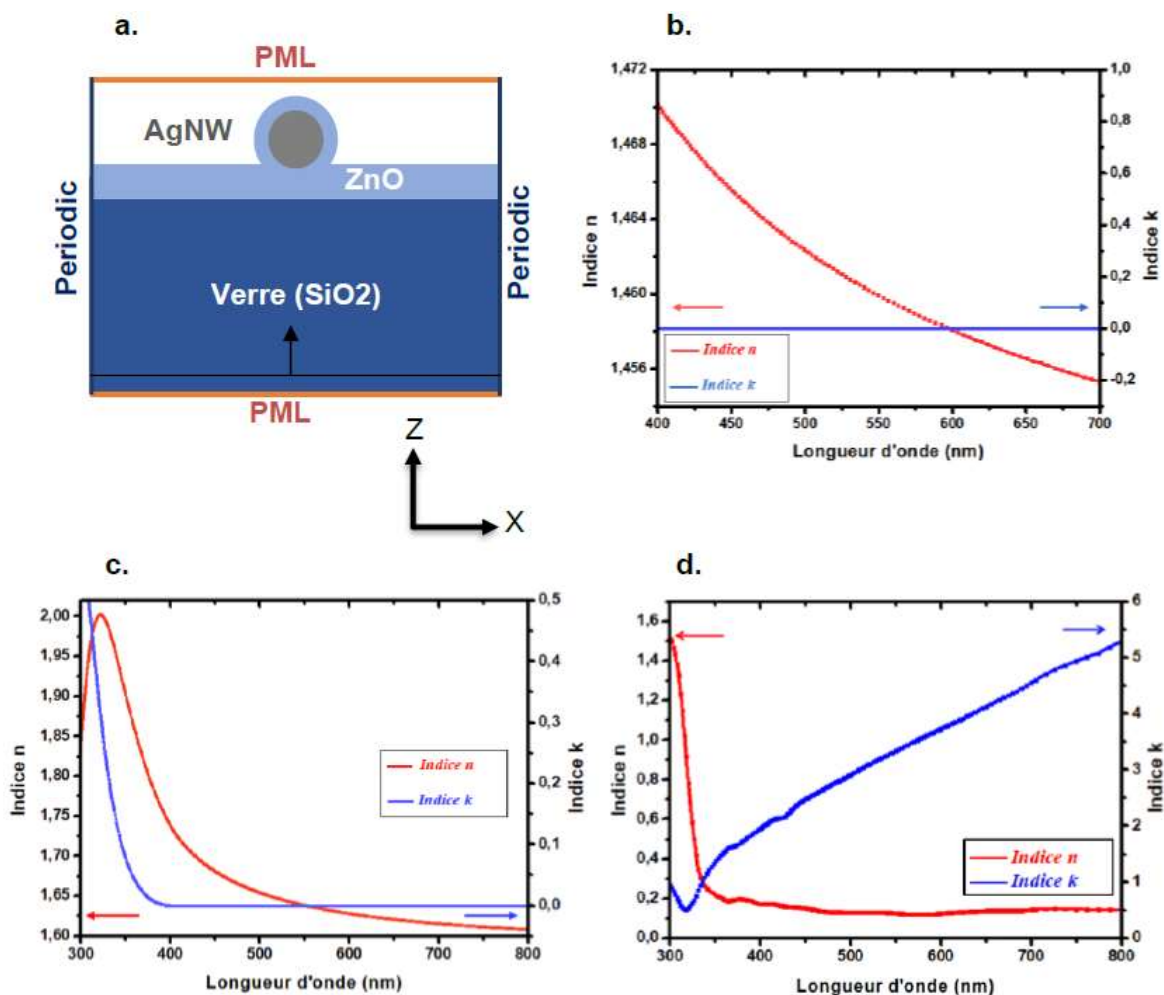 a.
PML
AgNW
ZnO
Periodic
Periodic
Verre (SiO2)
PML
Z
X
b.
1,472
1,468
1,464
1,460
1,456
Indice n
1,0
0,8
0,6
0,4
0,2
0,0
-0,2
Indice k
Indice n
Indice k
400 450 500 550 600 650 700
Longueur d'onde (nm)
c.
2,00
1,95
1,90
1,85
1,80
1,75
1,70
1,65
1,60
Indice n
0,5
0,4
0,3
0,2
0,1
0,0
Indice k
Indice n
Indice k
300 400 500 600 700 800
Longueur d'onde (nm)
d.
1,6
1,4
1,2
1,0
0,8
0,6
0,4
0,2
0,0
Indice n
6
5
4
3
2
1
0
Indice k
Indice n
Indice k
300 400 500 600 700 800
Longueur d'onde (nm)